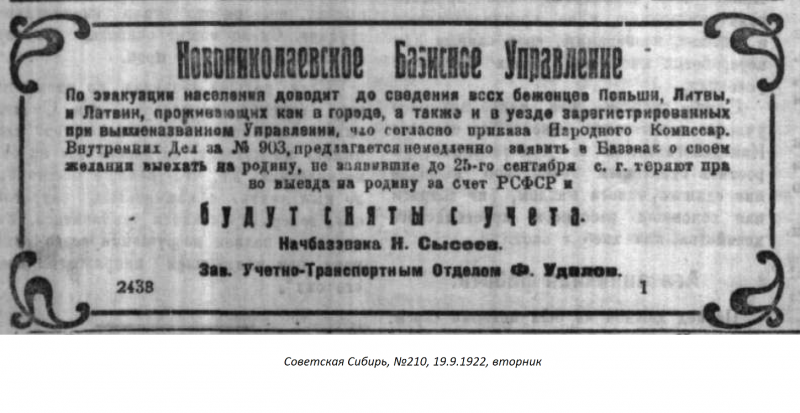 Новониколаевское Базисное Управление
По эвакуации населения доводит до сведения всех беженцев Польши, Литвы,
и Латвии, проживающих как в городе, а также и в уезде зарегистрированных
при вышеназванном Управлении, что согласно приказа Народного Комиссар.
Внутренних Дел за № 903, предлагается немедленно заявить в Базэвак о своем
желании выехать на родину, не заявившие до 25-го сентября с. г. теряют пра
во выезда на родину за счет РСФСР и
будут сняты с учета.
Начбазэвака Н. Сысоев.
Зав. Учетно-Транспортным Отделом Ф. Удалов.
2438 1
Советская Сибирь, №210, 19.9.1922, вторник